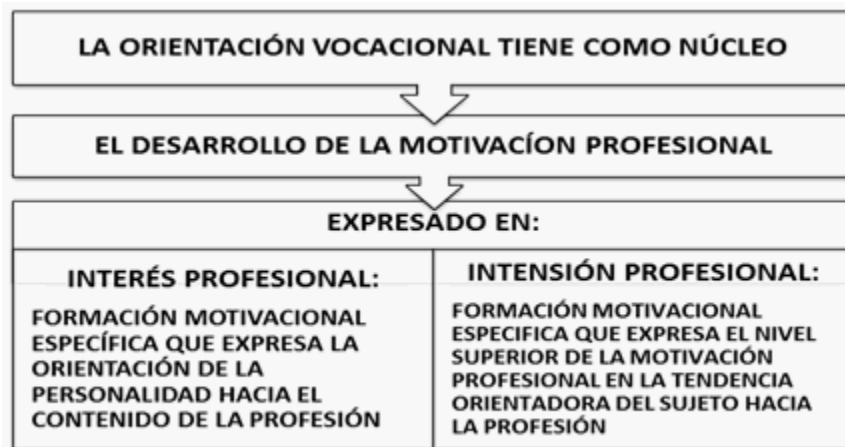 LA ORIENTACIÓN VOCACIONAL TIENE COMO NÚCLEO
EL DESARROLLO DE LA MOTIVACÍON PROFESIONAL
EXPRESADO EN:
INTERÉS PROFESIONAL:
FORMACIÓN MOTIVACIONAL
ESPECÍFICA QUE EXPRESA LA
ORIENTACIÓN DE LA
PERSONALIDAD HACIA EL
CONTENIDO DE LA PROFESIÓN
INTENSIÓN PROFESIONAL:
FORMACIÓN MOTIVACIONAL
ESPECIFICA QUE EXPRESA EL NIVEL
SUPERIOR DE LA MOTIVACIÓN
PROFESIONAL EN LA TENDENCIA
ORIENTADORA DEL SUJETO HACIA
LA PROFESIÓN